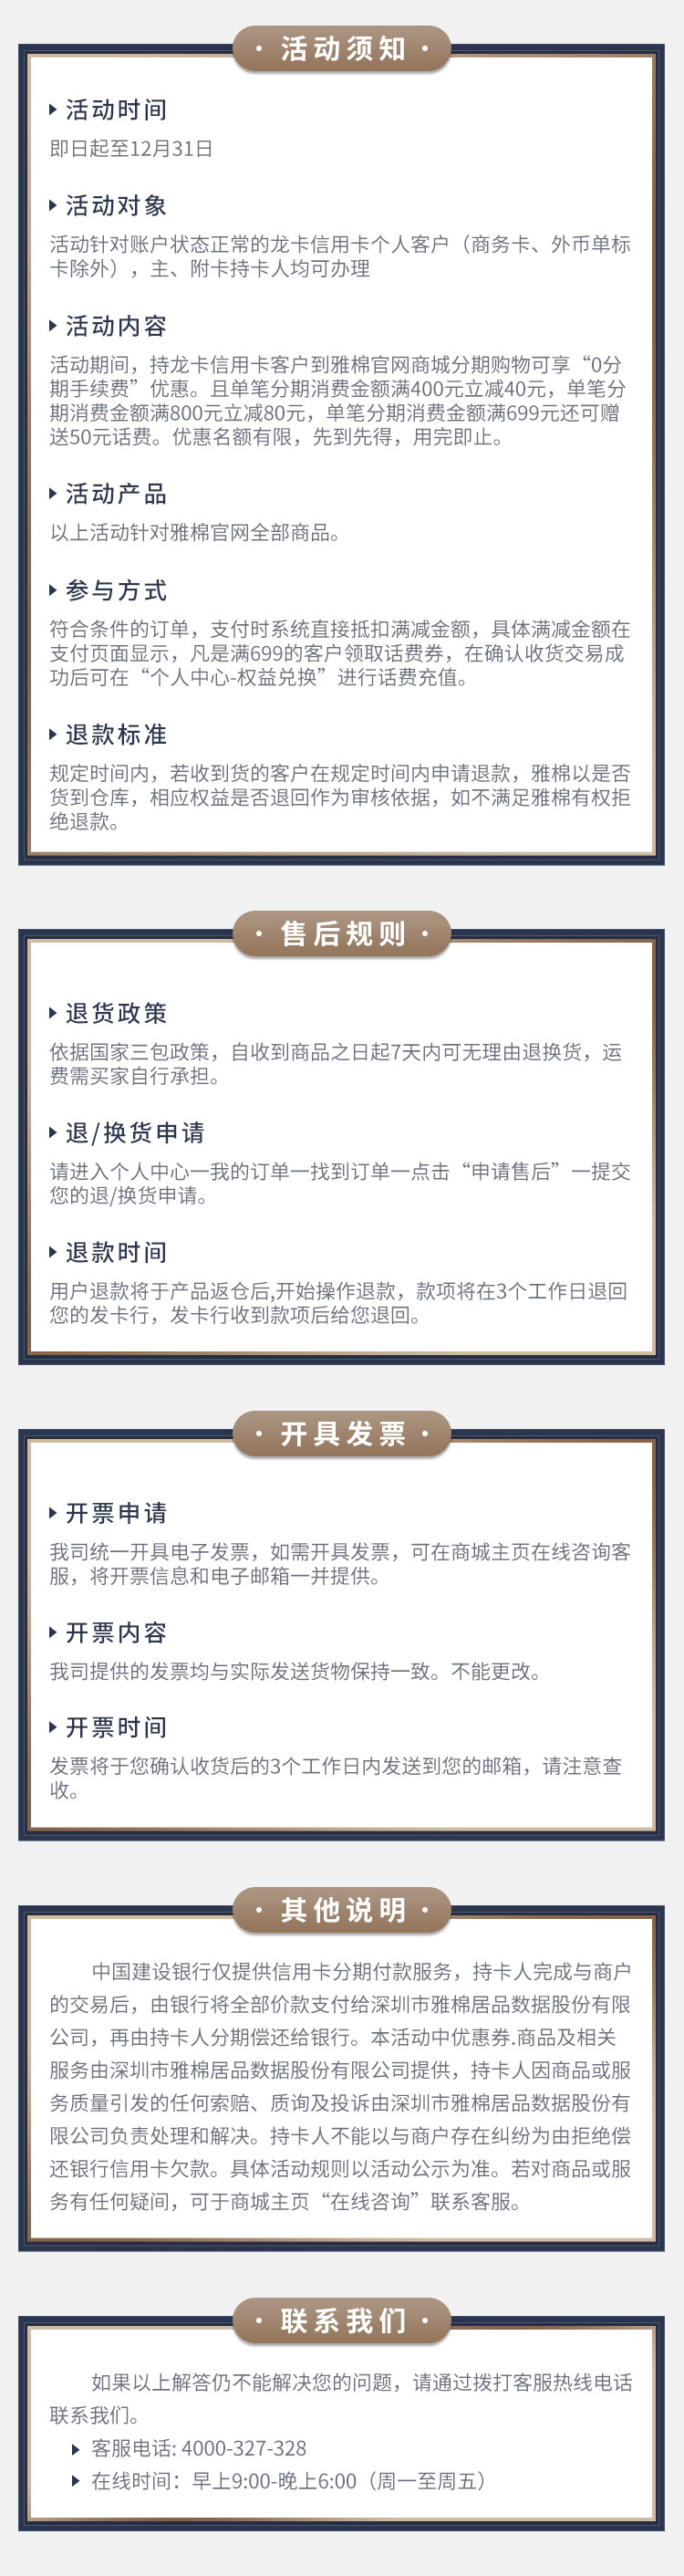 · 活动须知 ·
活动时间
即日起至12月31日
活动对象
活动针对账户状态正常的龙卡信用卡个人客户（商务卡、外币单标
卡除外），主、附卡持卡人均可办理
活动内容
活动期间，持龙卡信用卡客户到雅棉官网商城分期购物可享“0分
期手续费”优惠。且单笔分期消费金额满400元立减40元，单笔分
期消费金额满800元立减80元，单笔分期消费金额满699元还可赠
送50元话费。优惠名额有限，先到先得，用完即止。
活动产品
以上活动针对雅棉官网全部商品。
参与方式
符合条件的订单，支付时系统直接抵扣满减金额，具体满减金额在
支付页面显示，凡是满699的客户领取话费券，在确认收货交易成
功后可在“个人中心-权益兑换”进行话费充值。
退款标准
规定时间内，若收到货的客户在规定时间内申请退款，雅棉以是否
货到仓库，相应权益是否退回作为审核依据，如不满足雅棉有权拒
绝退款。
· 售后规则 ·
退货政策
依据国家三包政策，自收到商品之日起7天内可无理由退换货，运
费需买家自行承担。
退/换货申请
请进入个人中心一我的订单一找到订单一点击“申请售后”一提交
您的退/换货申请。
退款时间
用户退款将于产品返仓后,开始操作退款，款项将在3个工作日退回
您的发卡行，发卡行收到款项后给您退回。
· 开具发票 ·
开票申请
我司统一开具电子发票，如需开具发票，可在商城主页在线咨询客
服，将开票信息和电子邮箱一并提供。
开票内容
我司提供的发票均与实际发送货物保持一致。不能更改。
开票时间
发票将于您确认收货后的3个工作日内发送到您的邮箱，请注意查
收。
· 其他说明 ·
中国建设银行仅提供信用卡分期付款服务，持卡人完成与商户
的交易后，由银行将全部价款支付给深圳市雅棉居品数据股份有限
公司，再由持卡人分期偿还给银行。本活动中优惠券.商品及相关
服务由深圳市雅棉居品数据股份有限公司提供，持卡人因商品或服
务质量引发的任何索赔、质询及投诉由深圳市雅棉居品数据股份有
限公司负责处理和解决。持卡人不能以与商户存在纠纷为由拒绝偿
还银行信用卡欠款。具体活动规则以活动公示为准。若对商品或服
务有任何疑间，可于商城主页“在线咨询”联系客服。
· 联系我们 ·
如果以上解答仍不能解决您的问题，请通过拨打客服热线电话
联系我们。
客服电话: 4000-327-328
在线时间：早上9:00-晚上6:00（周一至周五）